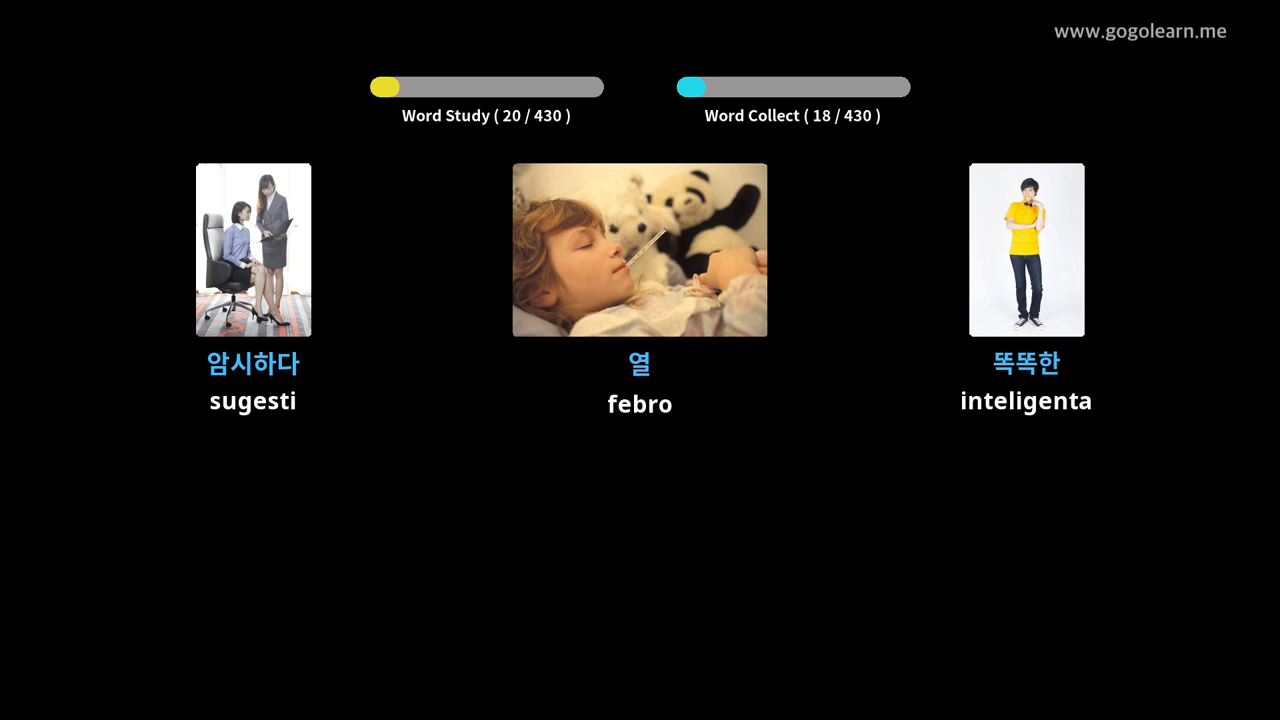 www.gogolearn.me
Word Study ( 20 / 430 )
Word Collect ( 18 / 430 )
암시하다
sugesti
열
febro
똑똑한
inteligenta